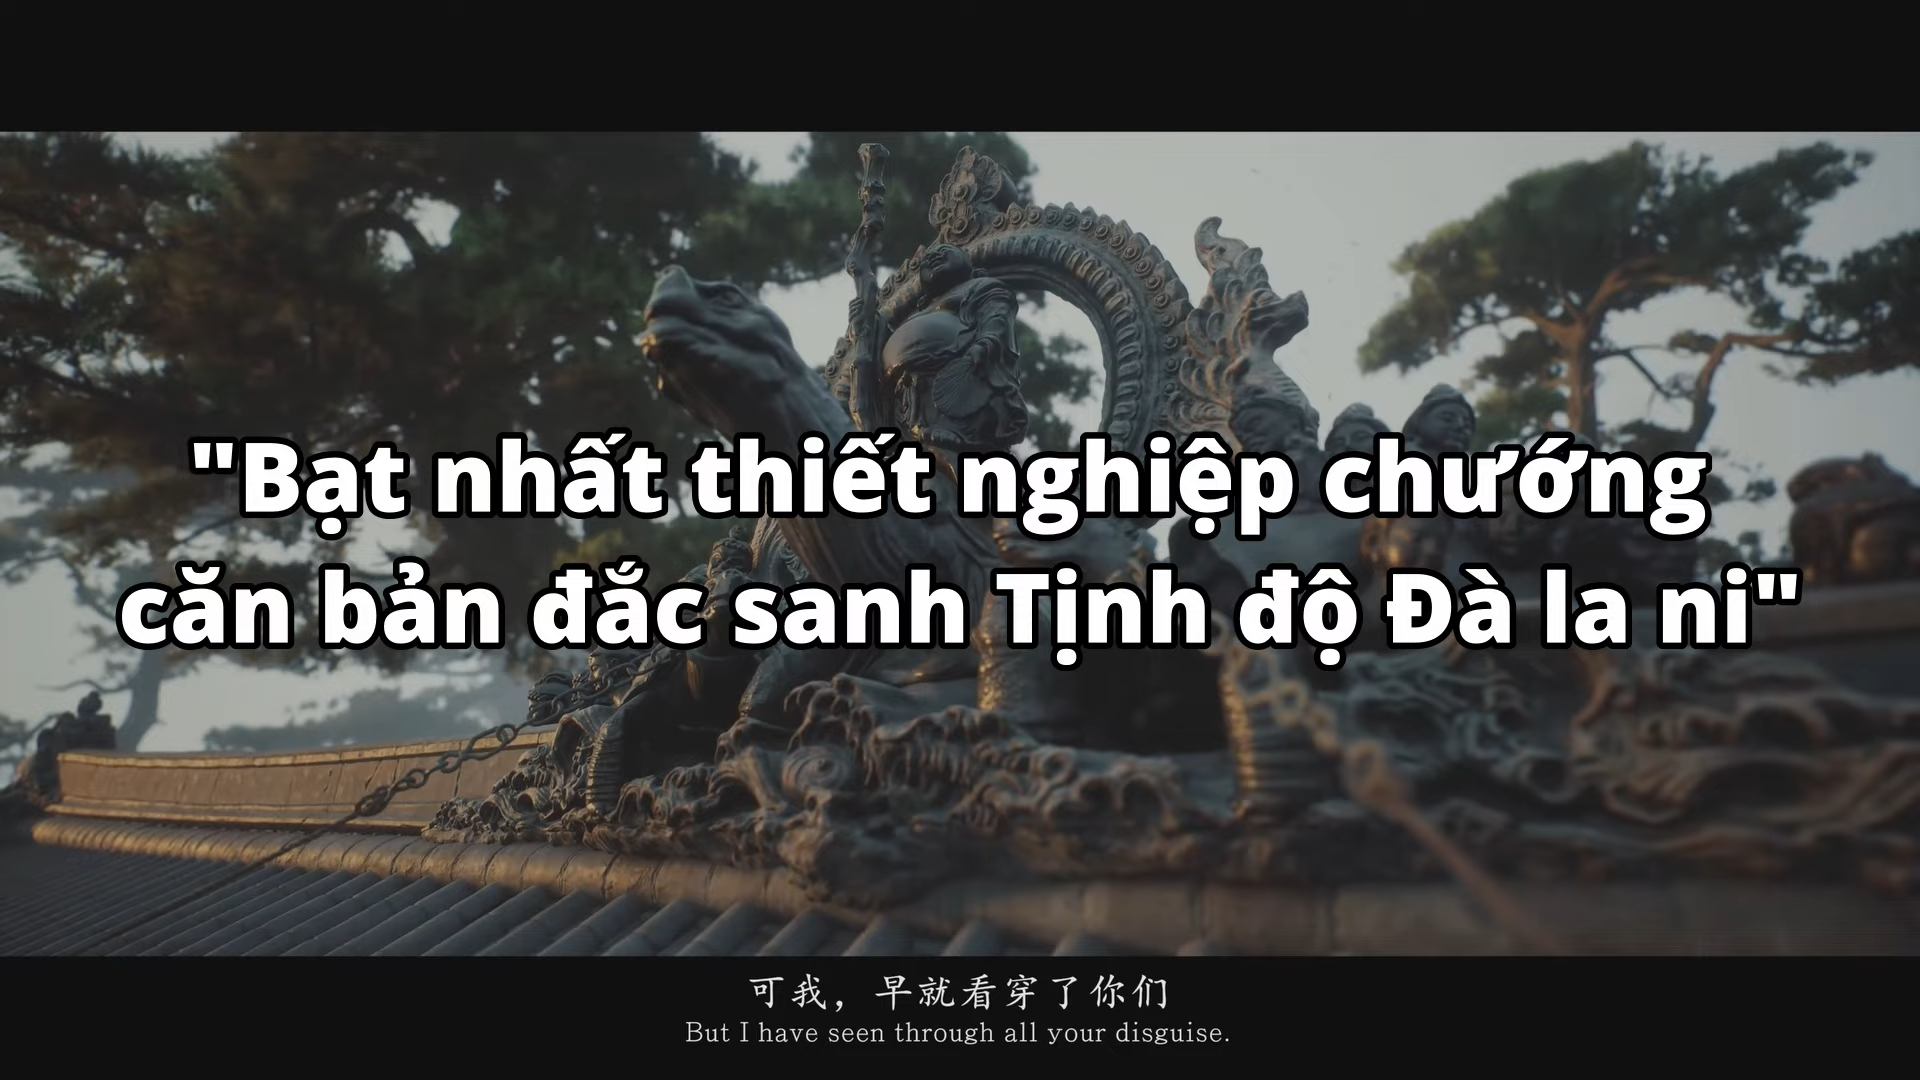 "Bạt nhất thiết nghiệp chướng
căn bản đắc sanh Tịnh độ Đà la ni"
可我，早就看穿了你们
But I have seen through all your disguise.